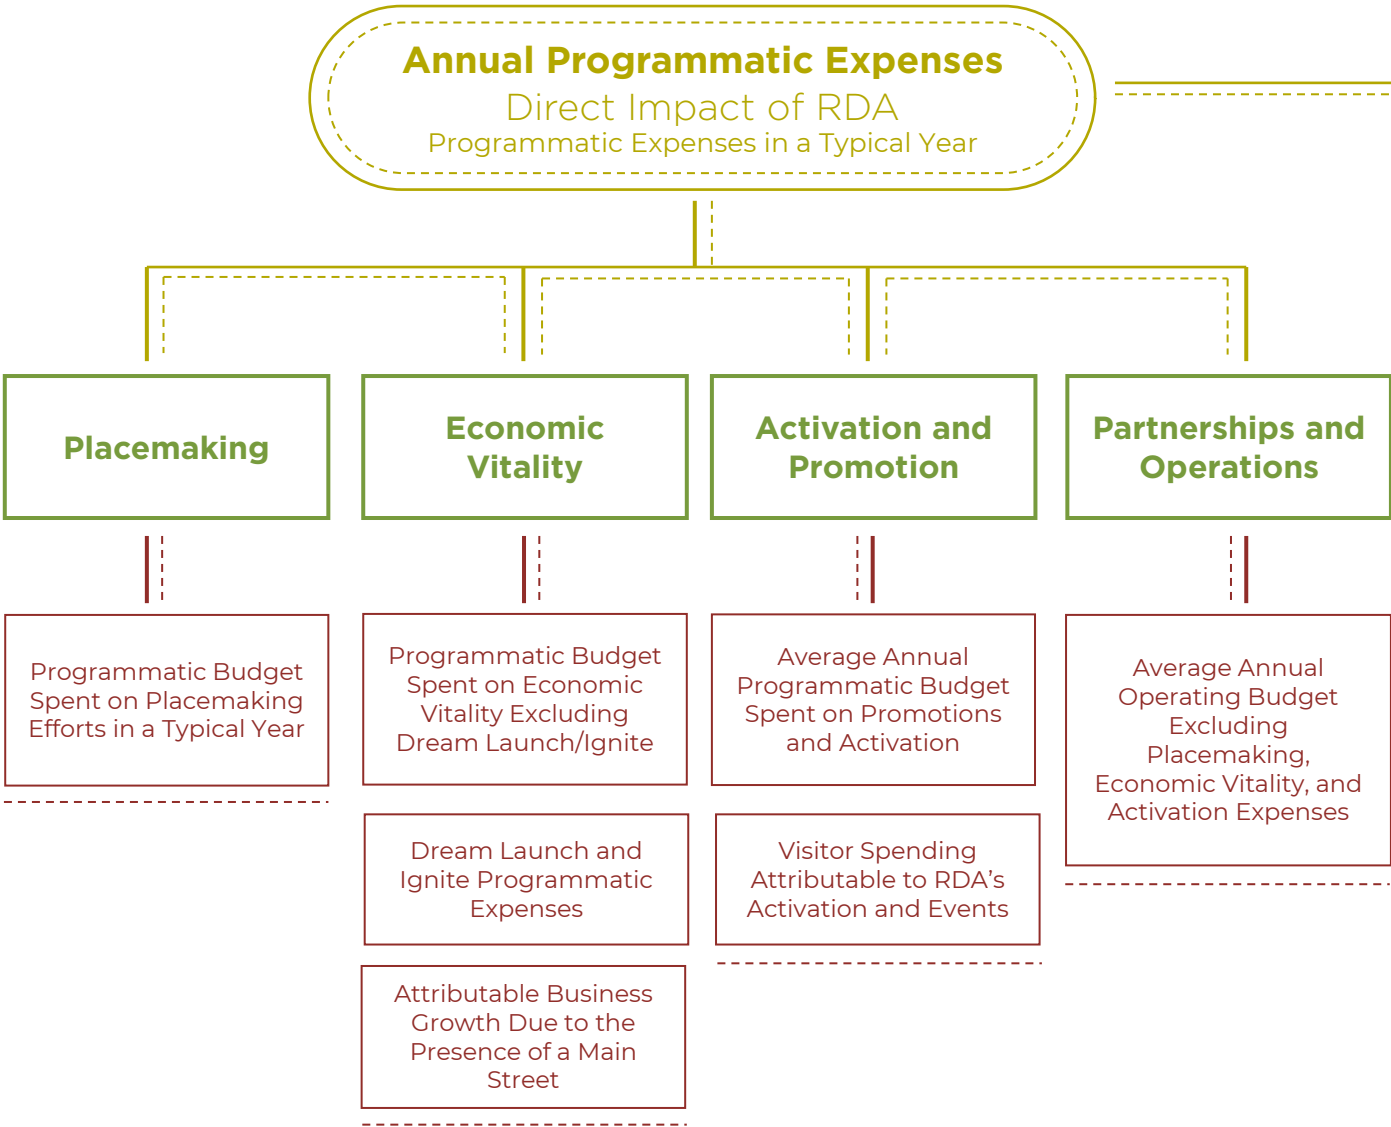 Annual Programmatic Expenses
Direct Impact of RDA
Programmatic Expenses in a Typical Year
Placemaking
Economic
Vitality
Activation and
Promotion
Partnerships and
Operations
Programmatic Budget
Spent on Placemaking
Efforts in a Typical Year
Programmatic Budget
Spent on Economic
Vitality Excluding
Dream Launch/Ignite
Dream Launch and
Ignite Programmatic
Expenses
Attributable Business
Growth Due to the
Presence of a Main
Street
Average Annual
Programmatic Budget
Spent on Promotions
and Activation
Visitor Spending
Attributable to RDA’s
Activation and Events
Average Annual
Operating Budget
Excluding
Placemaking,
Economic Vitality, and
Activation Expenses